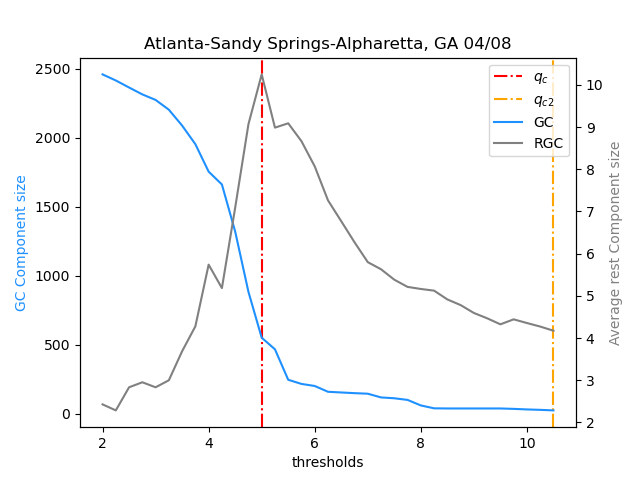 Atlanta-Sandy Springs-Alpharetta, GA 04/08
GC Component size
2500
2000
1500
1000
500
0
2
4
6
8
10
thresholds
10
9
8
7
6
5
4
3
2
Average rest Component size
q_c
q_c2
GC
RGC